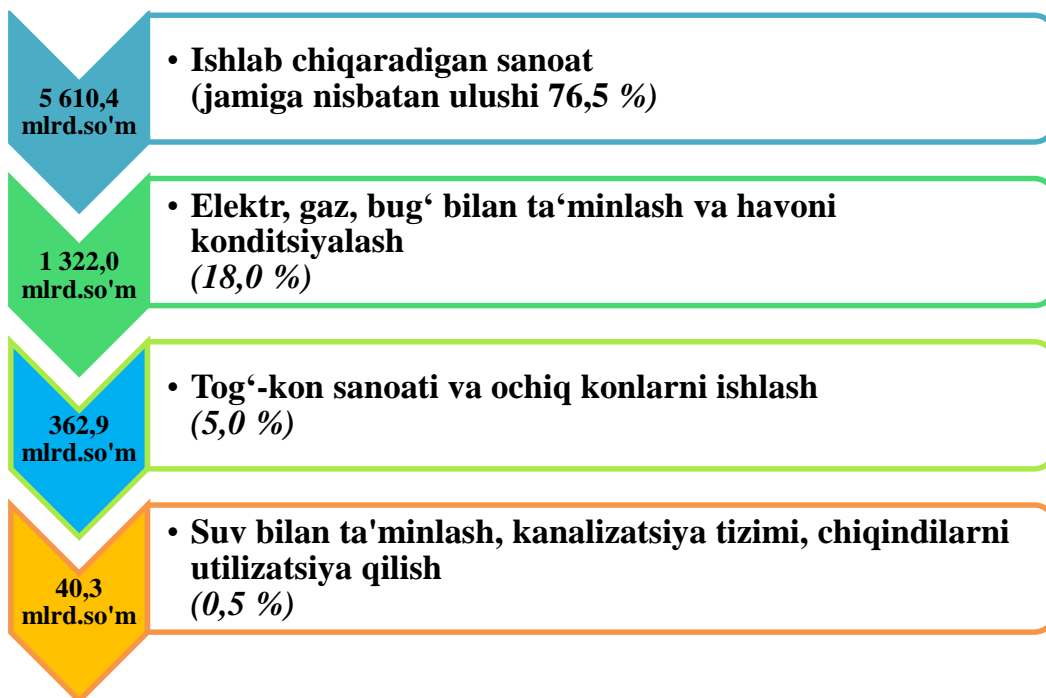 5 610,4
mlrd.so'm
• Ishlab chiqaradigan sanoat
(jamiga nisbatan ulushi 76,5 %)
1 322,0
mlrd.so'm
• Elektr, gaz, bug‘ bilan ta‘minlash va havoni
konditsiyalash
(18,0 %)
362,9
mlrd.so'm
• Tog‘-kon sanoati va ochiq konlarni ishlash
(5,0 %)
40,3
mlrd.so'm
• Suv bilan ta'minlash, kanalizatsiya tizimi, chiqindilarni
utilizatsiya qilish
(0,5 %)